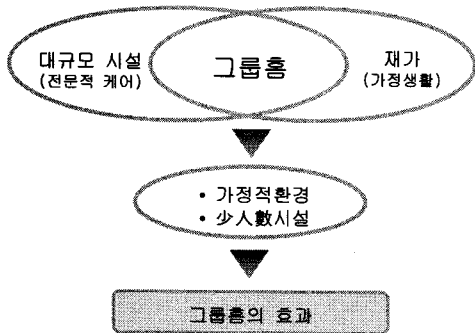 대규모 시설
(전문적 케어)
그룹홈
재가
(가정생활)
• 가정적환경
• 少人數시설
그룹홈의 효과